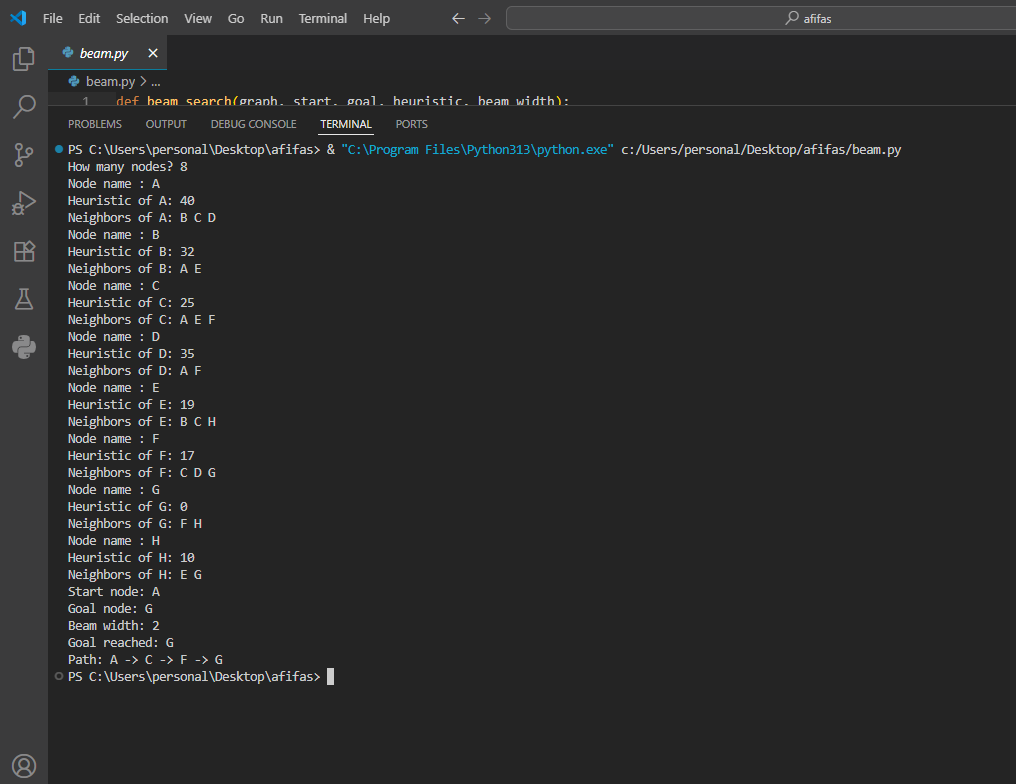 File Edit Selection View Go Run Terminal Help afifas
beam.py
beam.py > ...
1 def beam_search(graph, start, goal, heuristic, beam_width):
PROBLEMS OUTPUT DEBUG CONSOLE TERMINAL PORTS
PS C:\Users\personal\Desktop\afifas> & "C:\Program Files\Python313\python.exe" c:/Users/personal/Desktop/afifas/beam.py
How many nodes? 8
Node name : A
Heuristic of A: 40
Neighbors of A: B C D
Node name : B
Heuristic of B: 32
Neighbors of B: A E
Node name : C
Heuristic of C: 25
Neighbors of C: A E F
Node name : D
Heuristic of D: 35
Neighbors of D: A F
Node name : E
Heuristic of E: 19
Neighbors of E: B C H
Node name : F
Heuristic of F: 17
Neighbors of F: C D G
Node name : G
Heuristic of G: 0
Neighbors of G: F H
Node name : H
Heuristic of H: 10
Neighbors of H: E G
Start node: A
Goal node: G
Beam width: 2
Goal reached: G
Path: A -> C -> F -> G
PS C:\Users\personal\Desktop\afifas>